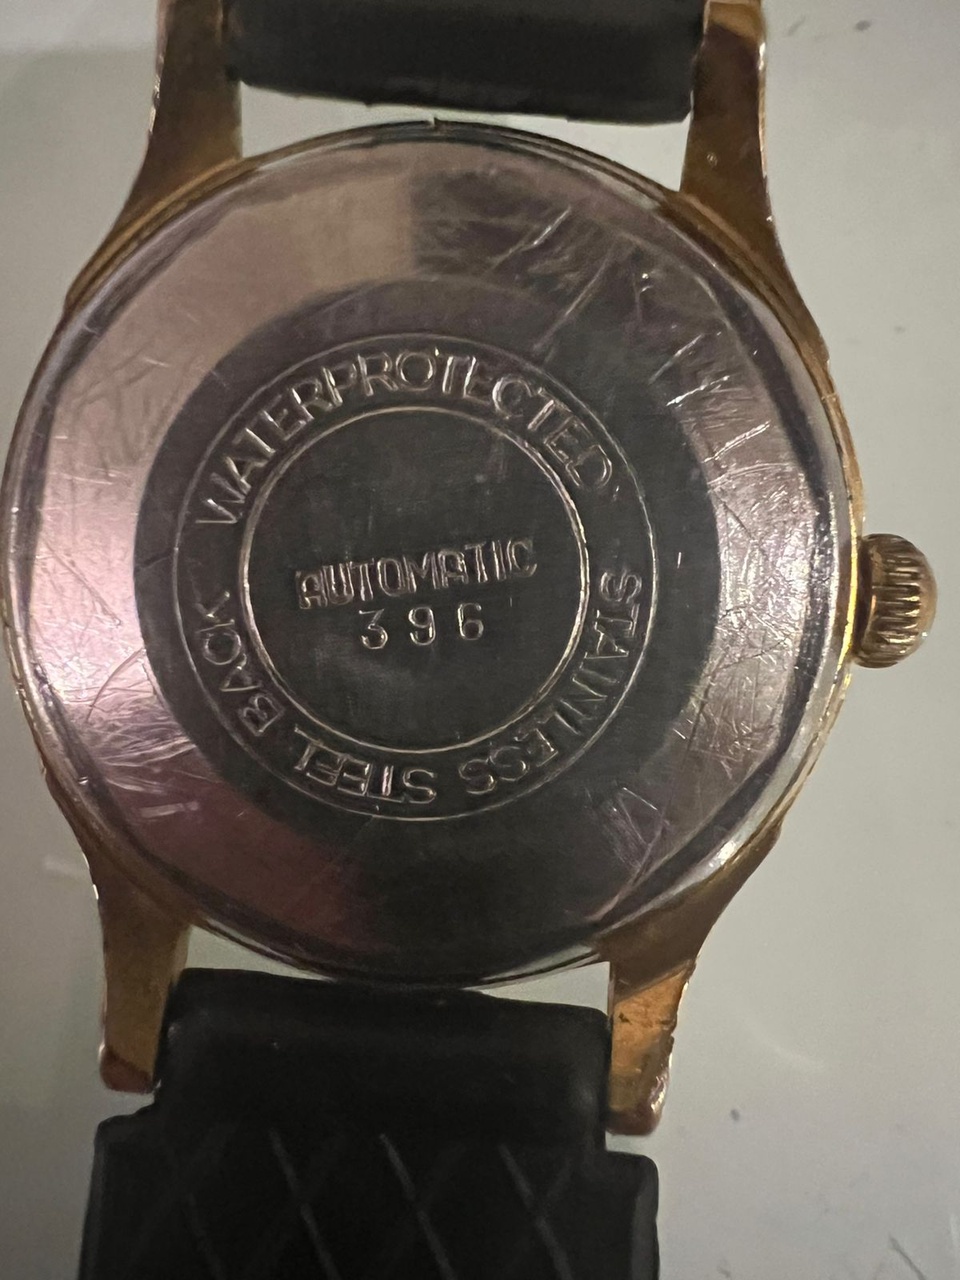 WATERPROTECTED
STAINLESS STEEL BACK
AUTOMATIC
396